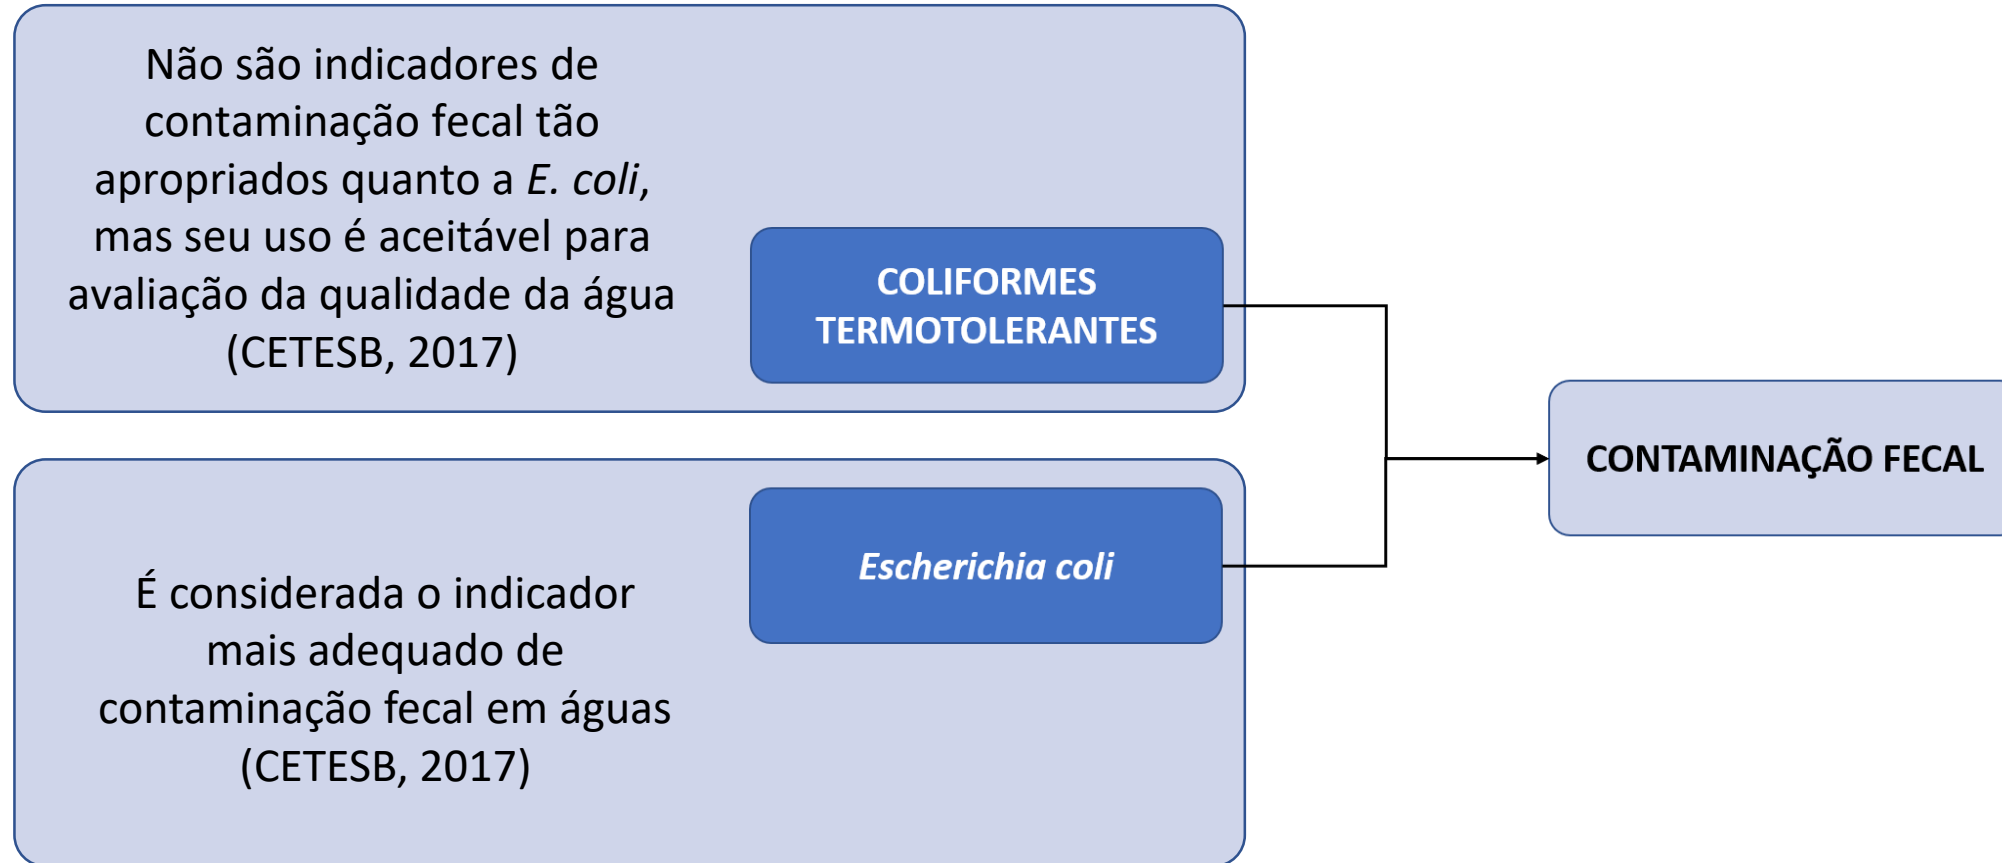 Não são indicadores de
contaminação fecal tão
apropriados quanto a E. coli,
mas seu uso é aceitável para
avaliação da qualidade da água
(CETESB, 2017)
COLIFORMES
TERMOTOLERANTES
É considerada o indicador
mais adequado de
contaminação fecal em águas
(CETESB, 2017)
Escherichia coli
CONTAMINAÇÃO FECAL